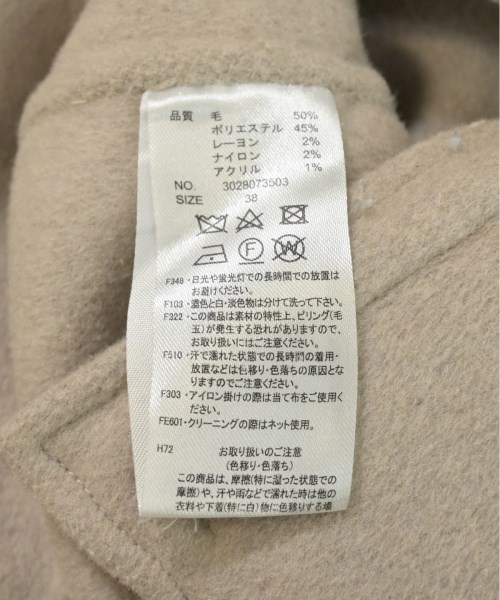 品質 毛 50%
ポリエステル 45%
レーヨン 2%
ナイロン 2%
アクリル 1%
NO. 3028073503
SIZE 38
F W
F348・日光や蛍光灯での長時間での放置は
お避けください。
F103・濃色と白・淡色物は分けて洗って下さい。
F322・この商品は素材の特性上、ピリング(毛
玉)が発生する恐れがありますので、
お取り扱いにはご注意ください。
F510・汗で濡れた状態での長時間の着用・
放置などは色移り・色落ちの原因とな
りますのでご注意ください。
F303・アイロン掛けの際は当て布をご使用く
ださい。
FE601・クリーニングの際はネット使用。
H72 お取り扱いのご注意
(色移り・色落ち)
この商品は、摩擦(特に湿った状態での
摩擦)や、汗や雨などで濡れた時は他の
衣料や下着(特に白)物に色移りする場